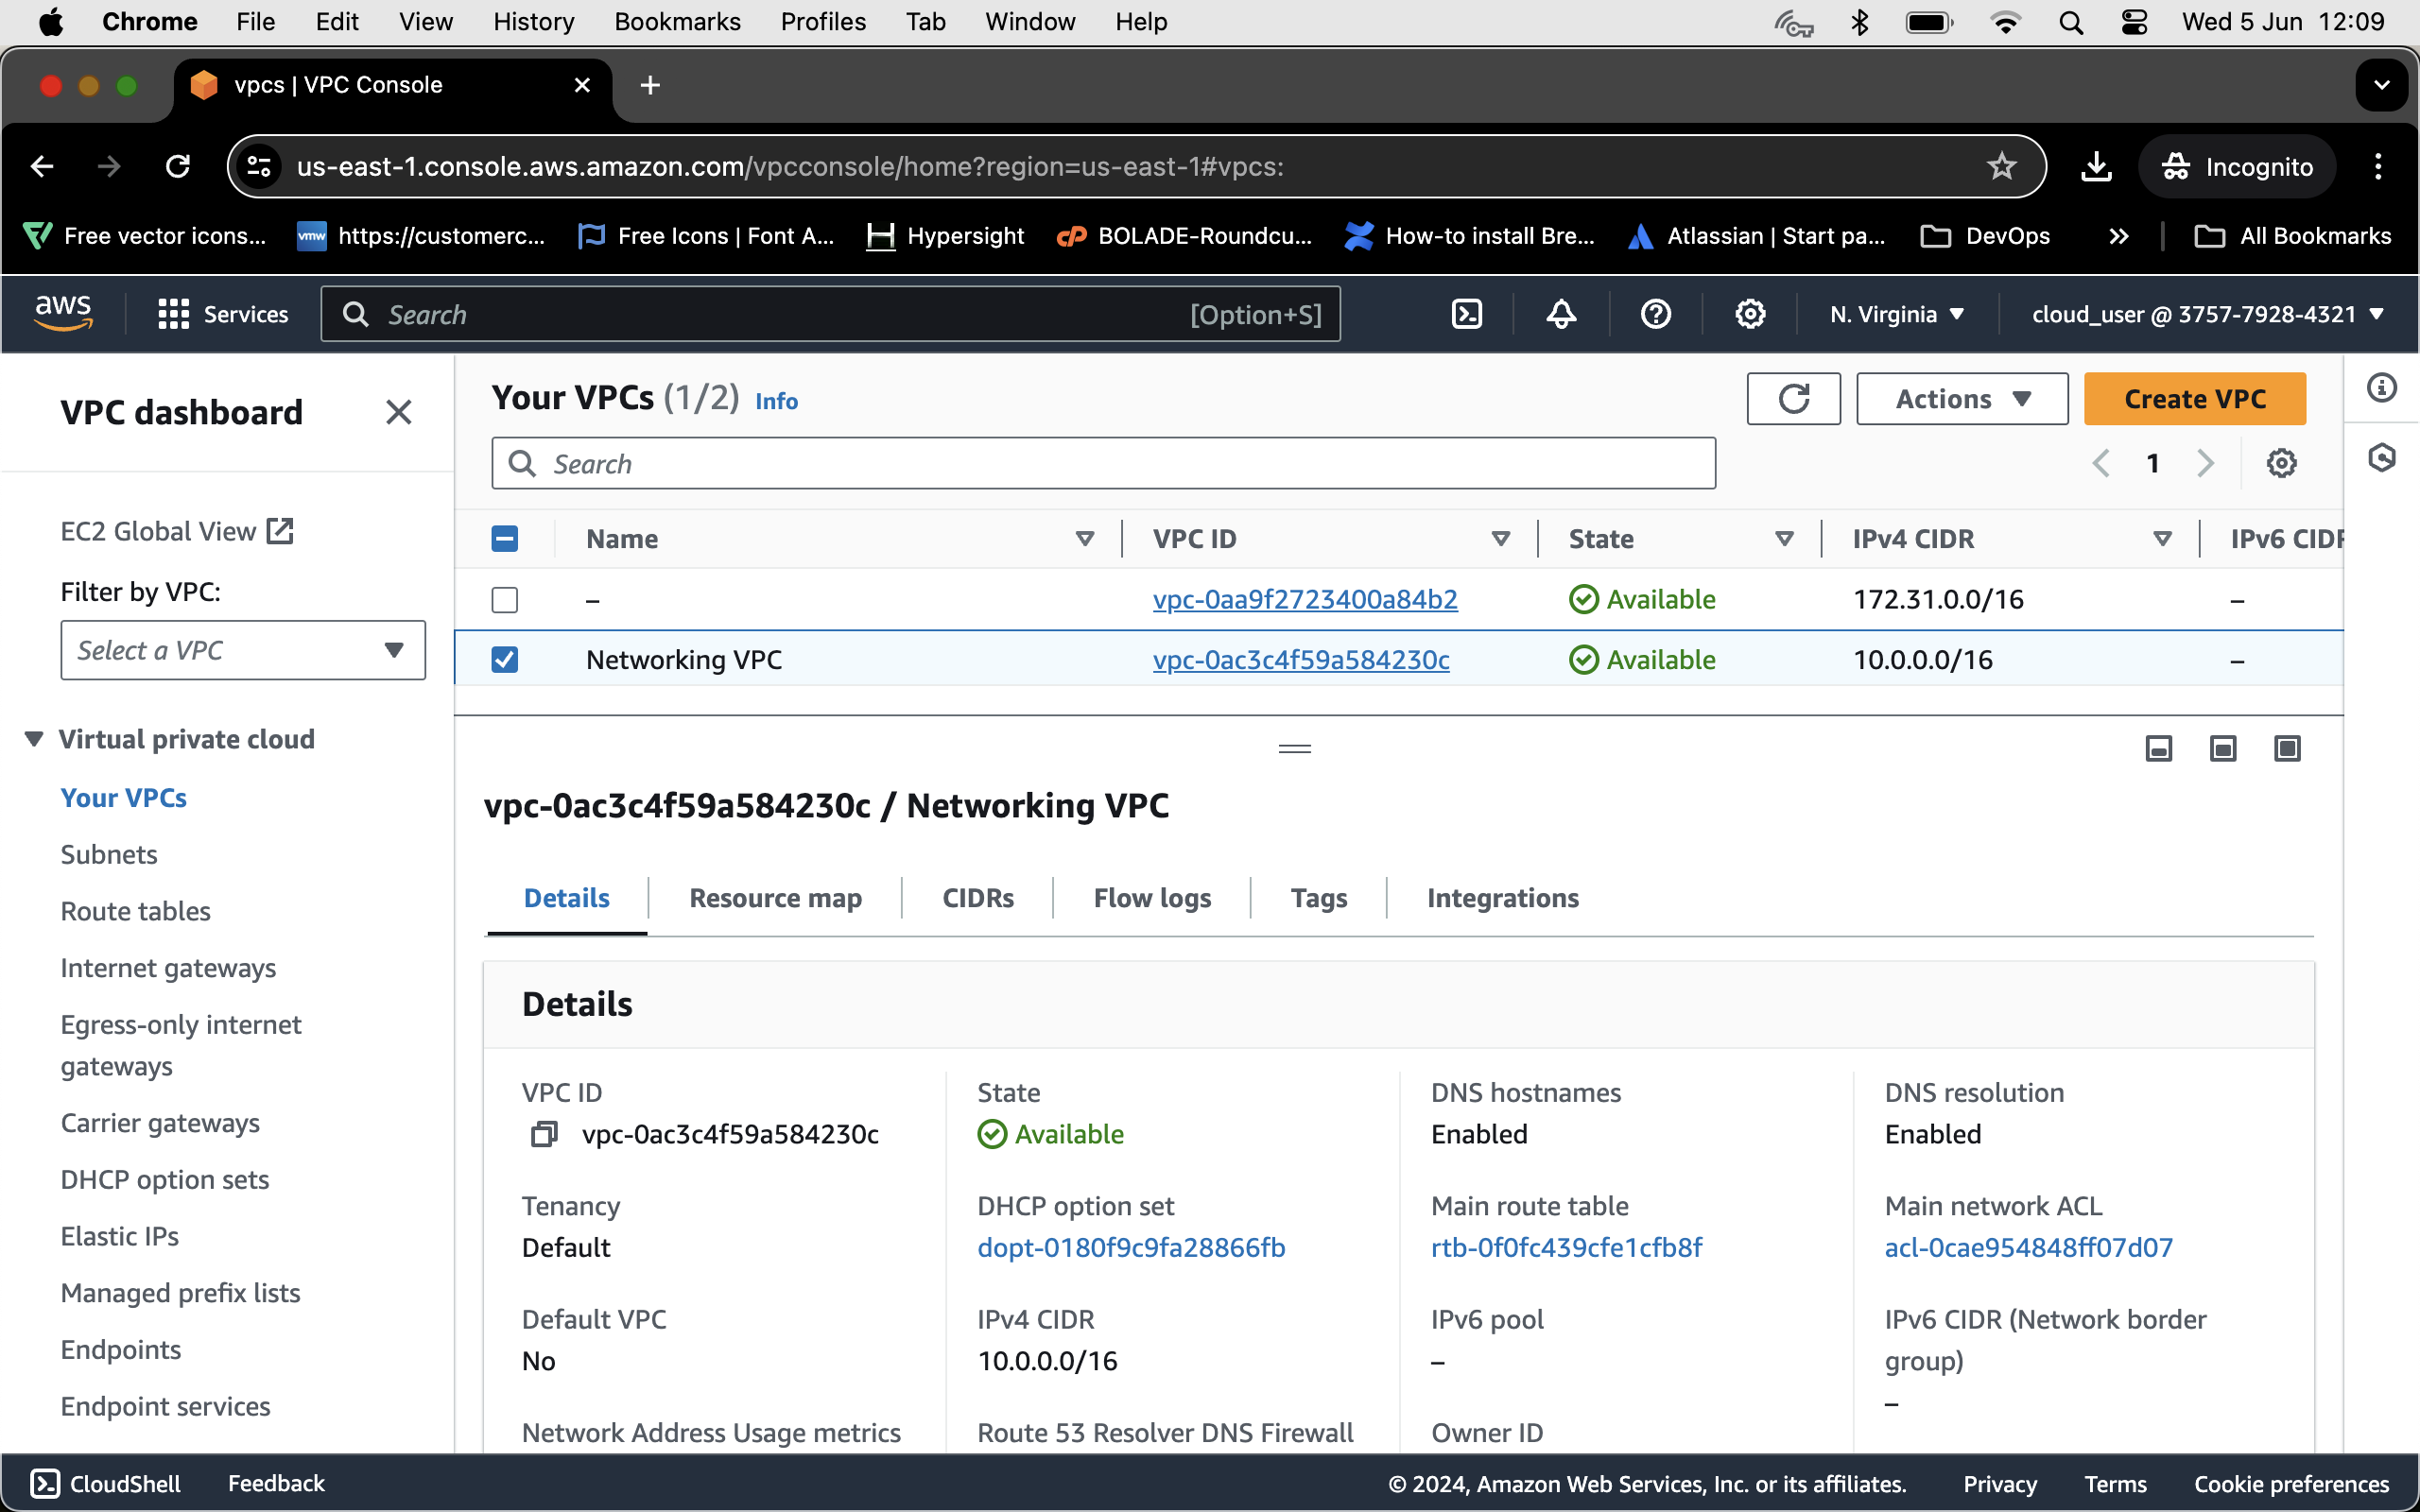 Chrome File Edit View History Bookmarks Profiles Tab Window Help Wed 5 Jun 12:09
vpcs | VPC Console
us-east-1.console.aws.amazon.com/vpcconsole/home?region=us-east-1#vpcs: Incognito
Free vector icons... vmw https://customerc... Free Icons | Font A... Hypersight cP BOLADE-Roundcu... How-to install Bre... Atlassian | Start pa... DevOps » All Bookmarks
aws Services Search [Option+S] N. Virginia cloud_user @ 3757-7928-4321
VPC dashboard
EC2 Global View
Filter by VPC:
Select a VPC
Virtual private cloud
Your VPCs
Subnets
Route tables
Internet gateways
Egress-only internet
gateways
Carrier gateways
DHCP option sets
Elastic IPs
Managed prefix lists
Endpoints
Endpoint services
Your VPCs (1/2) Info Actions Create VPC
Search 1
Name VPC ID State IPv4 CIDR IPv6 CIDR
– vpc-0aa9f2723400a84b2 Available 172.31.0.0/16 –
Networking VPC vpc-0ac3c4f59a584230c Available 10.0.0.0/16 –
vpc-0ac3c4f59a584230c / Networking VPC
Details Resource map CIDRs Flow logs Tags Integrations
Details
VPC ID State DNS hostnames DNS resolution
vpc-0ac3c4f59a584230c Available Enabled Enabled
Tenancy DHCP option set Main route table Main network ACL
Default dopt-0180f9c9fa28866fb rtb-0f0fc439cfe1cfb8f acl-0cae954848ff07d07
Default VPC IPv4 CIDR IPv6 pool IPv6 CIDR (Network border
No 10.0.0.0/16 – group)
–
Network Address Usage metrics Route 53 Resolver DNS Firewall Owner ID
CloudShell Feedback © 2024, Amazon Web Services, Inc. or its affiliates. Privacy Terms Cookie preferences